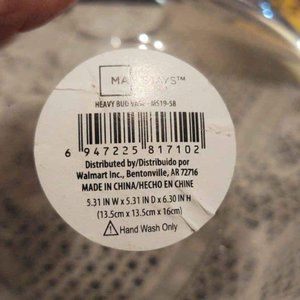 MAINSTAYS™
HEAVY BUD VASE - MS19-58
6 947225 817102
Distributed by/Distribuido por
Walmart Inc., Bentonville, AR 72716
MADE IN CHINA/HECHO EN CHINE
5.31 IN W x 5.31 IN D x 6.30 IN H
(13.5cm x 13.5cm x 16cm)
Hand Wash Only